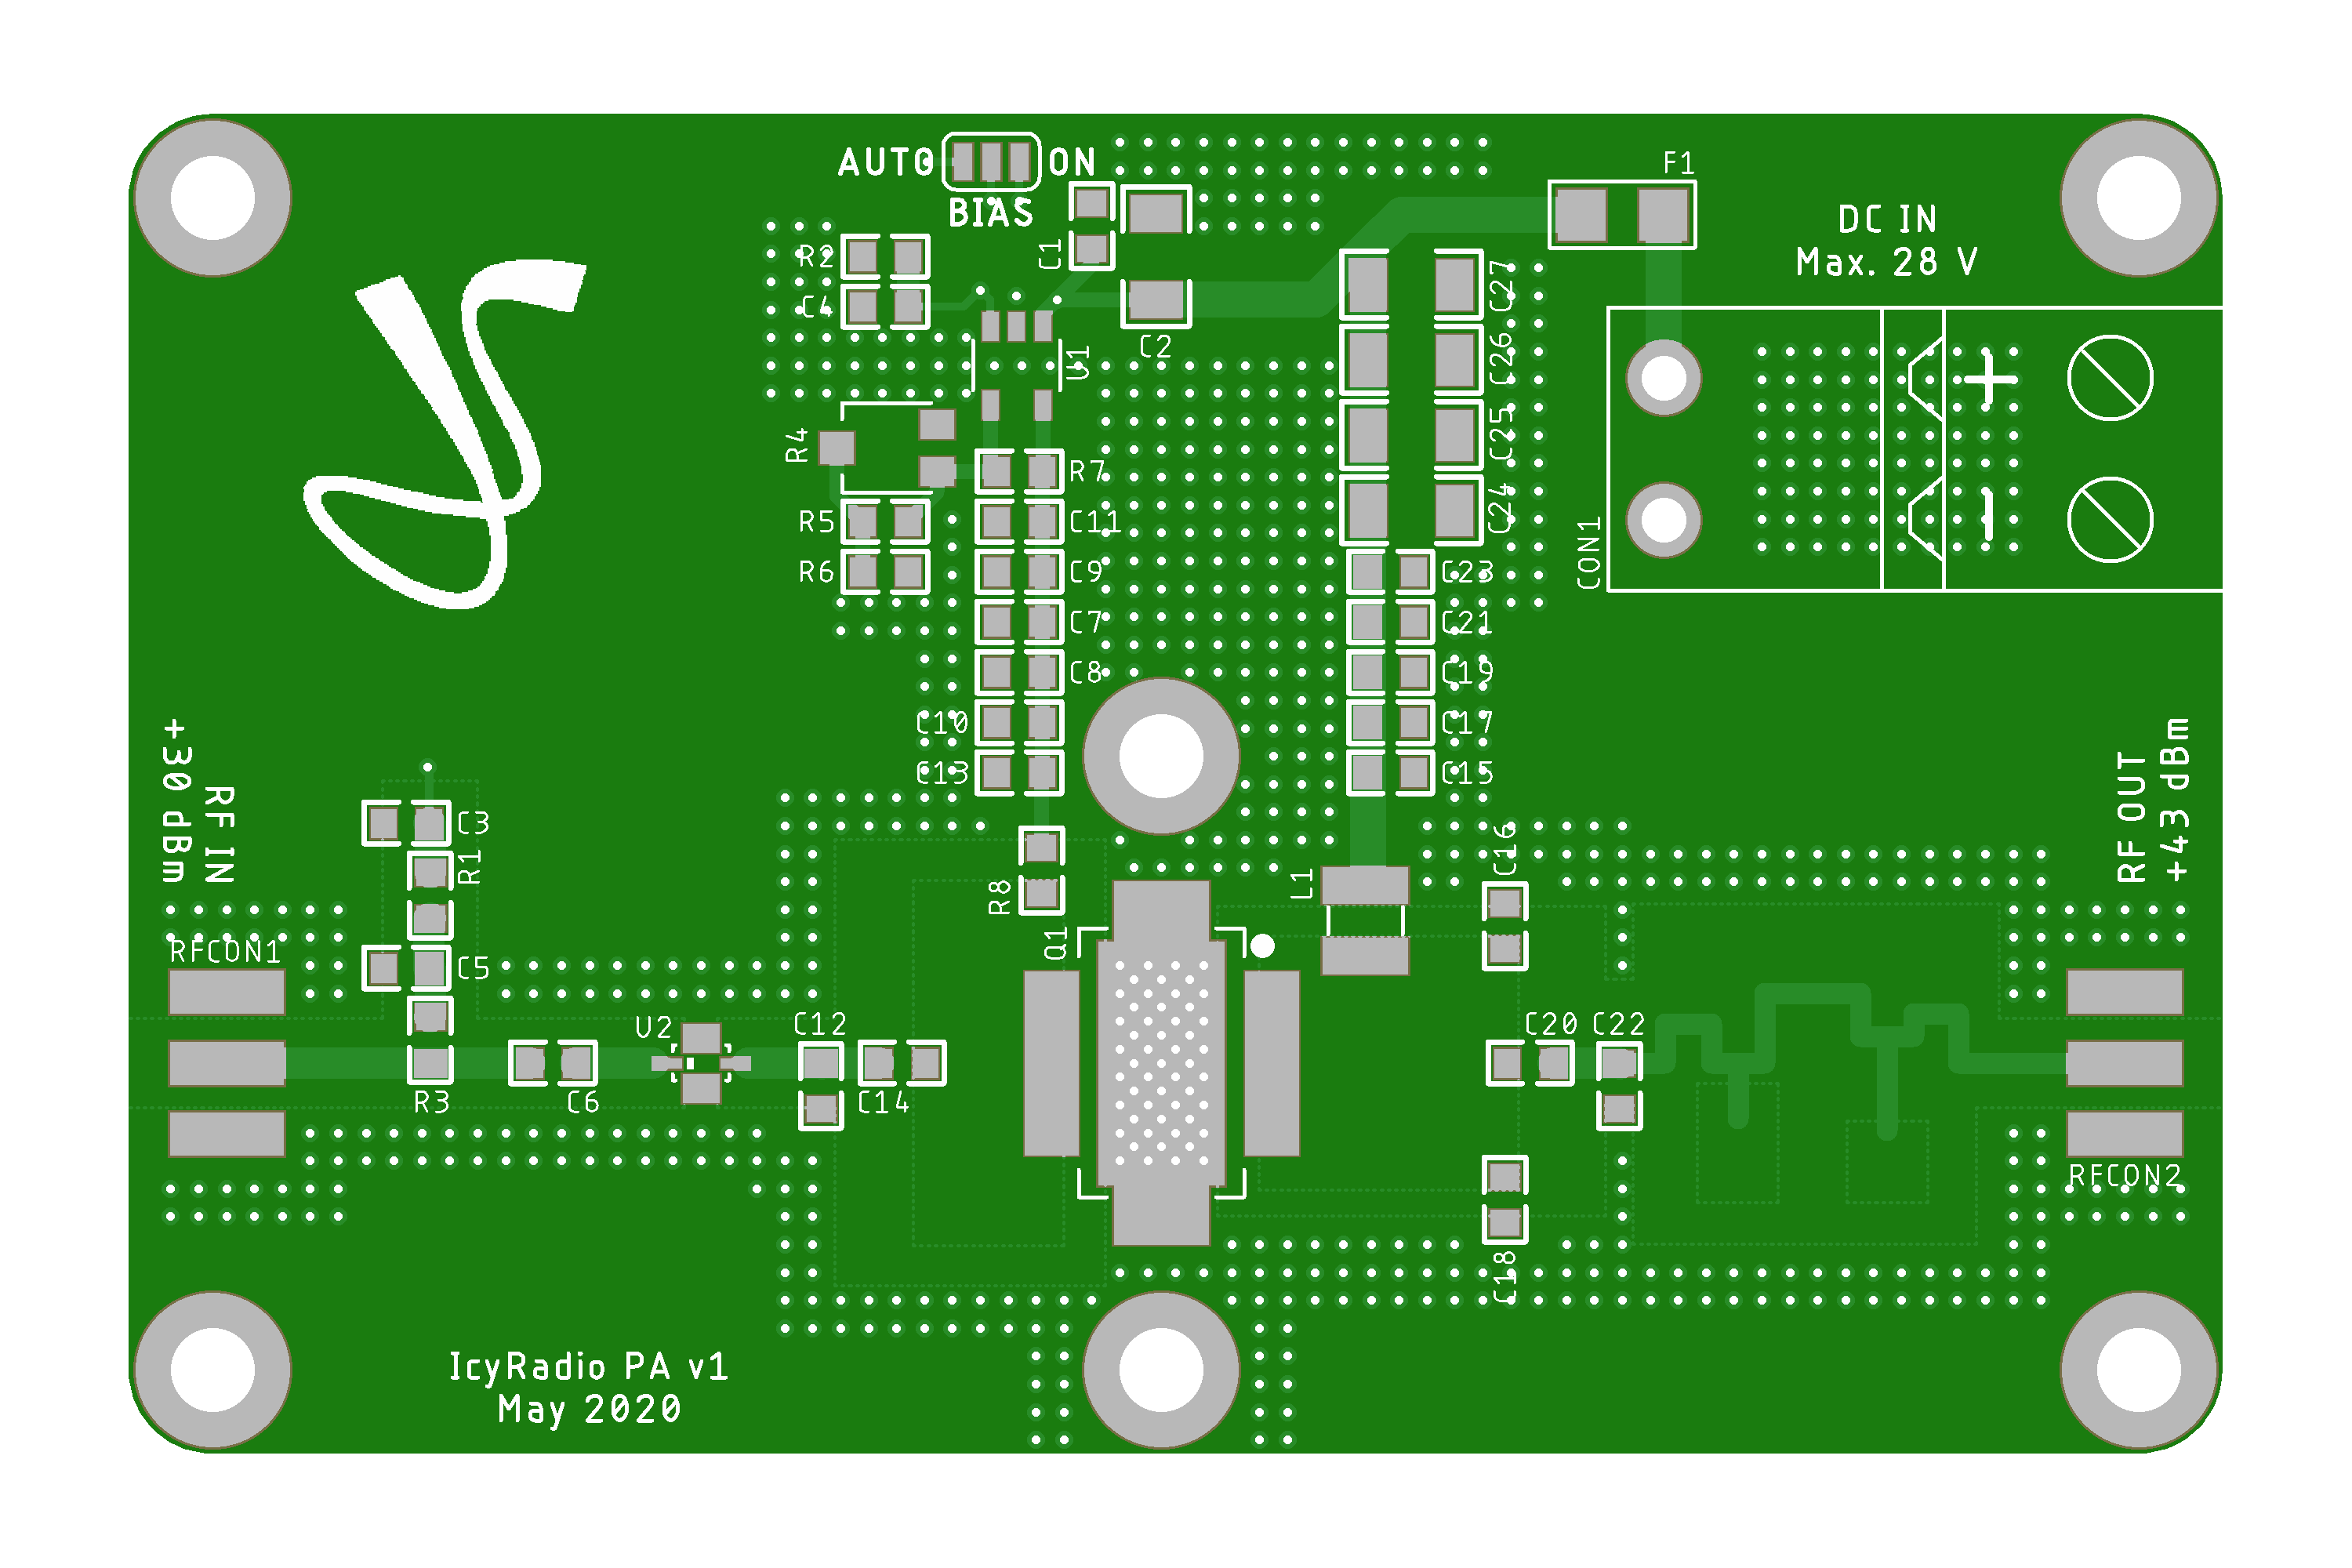 AUTO
ON
BIAS
F1
DC IN
Max. 28 V
C1
R2
C4
C2
U1
C27
C26
C25
C24
R4
R7
R5
C11
R6
C9
C23
CON1
+
-
C7
C21
C8
C19
C10
C17
C13
C15
RF IN
+30 dBm
RF OUT
+43 dBm
C3
R1
C5
R8
L1
C16
Q1
RFCON1
U2
C12
C20
C22
R3
C6
C14
RFCON2
C18
IcyRadio PA v1
May 2020